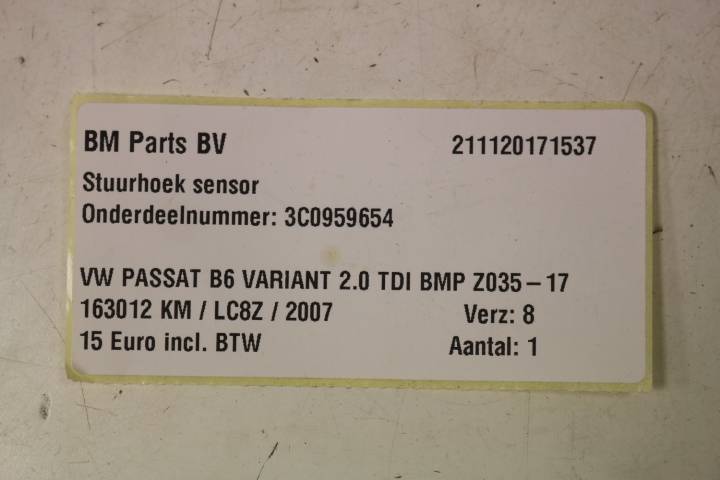 BM Parts BV 211120171537
Stuurhoek sensor
Onderdeelnummer: 3C0959654
VW PASSAT B6 VARIANT 2.0 TDI BMP Z035-17
163012 KM / LC8Z / 2007 Verz: 8
15 Euro incl. BTW Aantal: 1